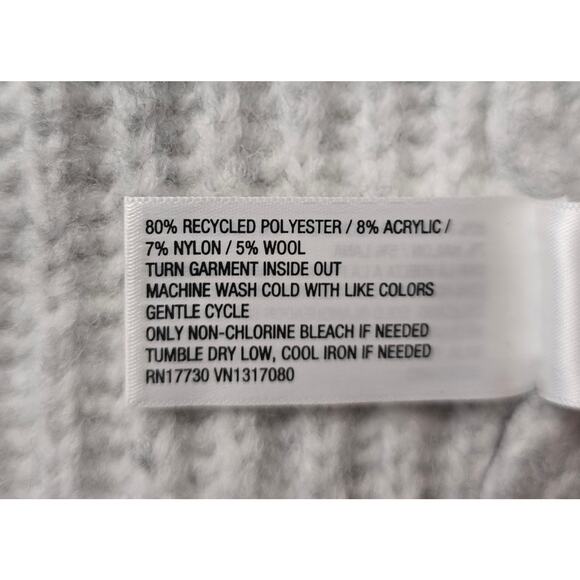 80% RECYCLED POLYESTER / 8% ACRYLIC /
7% NYLON / 5% WOOL
TURN GARMENT INSIDE OUT
MACHINE WASH COLD WITH LIKE COLORS
GENTLE CYCLE
ONLY NON-CHLORINE BLEACH IF NEEDED
TUMBLE DRY LOW, COOL IRON IF NEEDED
RN17730 VN1317080